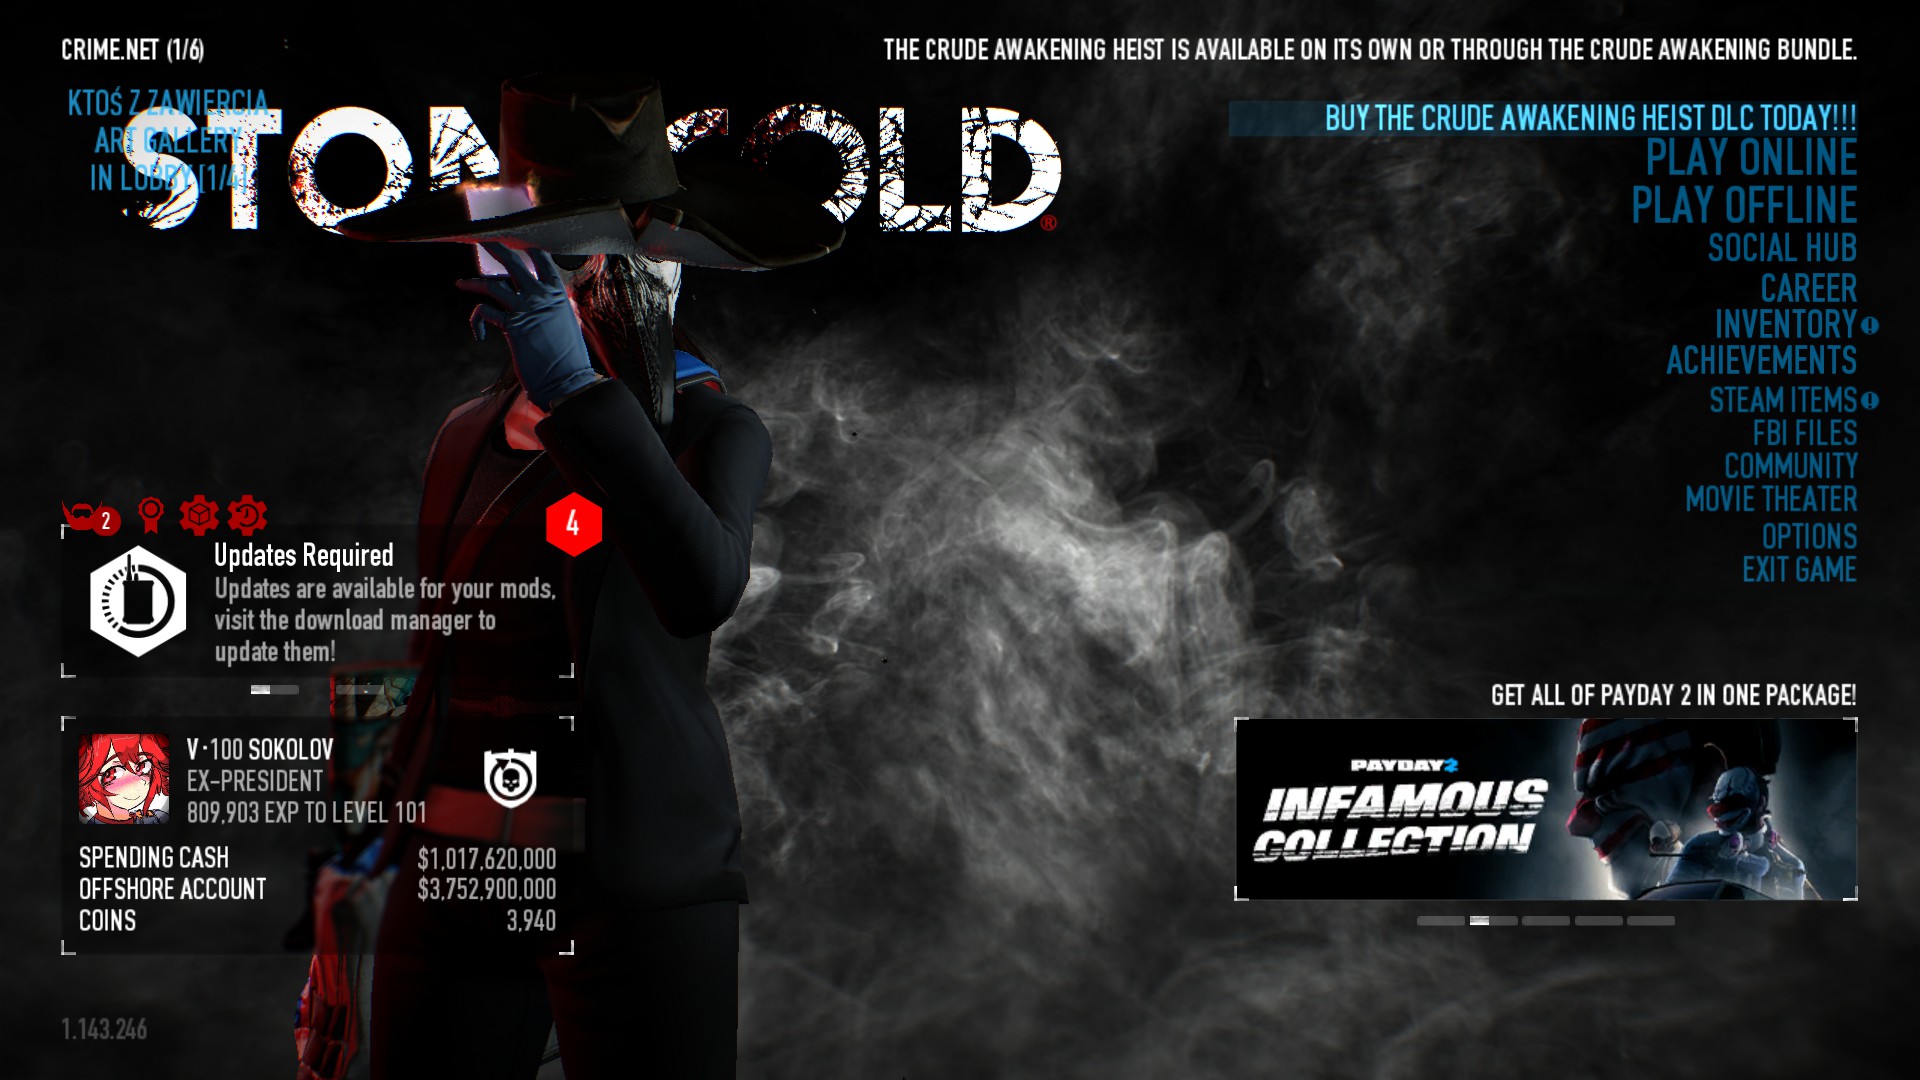 CRIME.NET (1/6)
THE CRUDE AWAKENING HEIST IS AVAILABLE ON ITS OWN OR THROUGH THE CRUDE AWAKENING BUNDLE.
KTOŚ Z ZAWIERCIA
ART GALLERY
IN LOBBY [1/4]
BUY THE CRUDE AWAKENING HEIST DLC TODAY!!!
PLAY ONLINE
PLAY OFFLINE
SOCIAL HUB
CAREER
INVENTORY
ACHIEVEMENTS
STEAM ITEMS
FBI FILES
COMMUNITY
MOVIE THEATER
OPTIONS
EXIT GAME
2
4
Updates Required
Updates are available for your mods,
visit the download manager to
update them!
V·100 SOKOLOV
EX-PRESIDENT
809,903 EXP TO LEVEL 101
SPENDING CASH $1,017,620,000
OFFSHORE ACCOUNT $3,752,900,000
COINS 3,940
GET ALL OF PAYDAY 2 IN ONE PACKAGE!
PAYDAY 2
INFAMOUS
COLLECTION
1.143.246